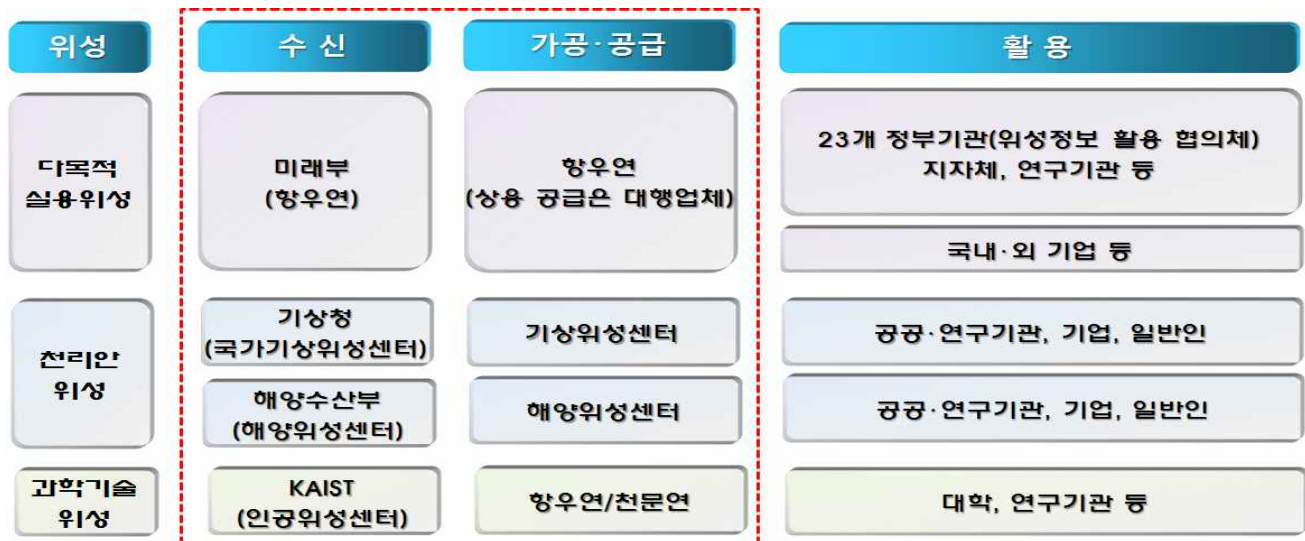 위성
수 신
가공·공급
활 용
다목적
실용위성
미래부
(항우연)
항우연
(상용 공급은 대행업체)
23개 정부기관(위성정보 활용 협의체)
지자체, 연구기관 등
국내·외 기업 등
천리안
위성
기상청
(국가기상위성센터)
기상위성센터
공공·연구기관, 기업, 일반인
해양수산부
(해양위성센터)
해양위성센터
공공·연구기관, 기업, 일반인
과학기술
위성
KAIST
(인공위성센터)
항우연/천문연
대학, 연구기관 등